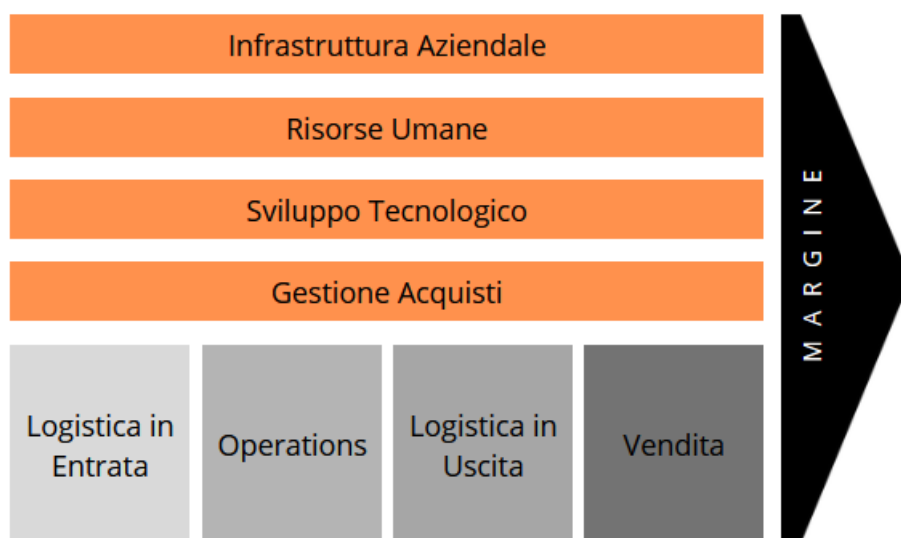 Infrastruttura Aziendale
Risorse Umane
Sviluppo Tecnologico
Gestione Acquisti
Logistica in
Entrata
Operations
Logistica in
Uscita
Vendita
MARGINE